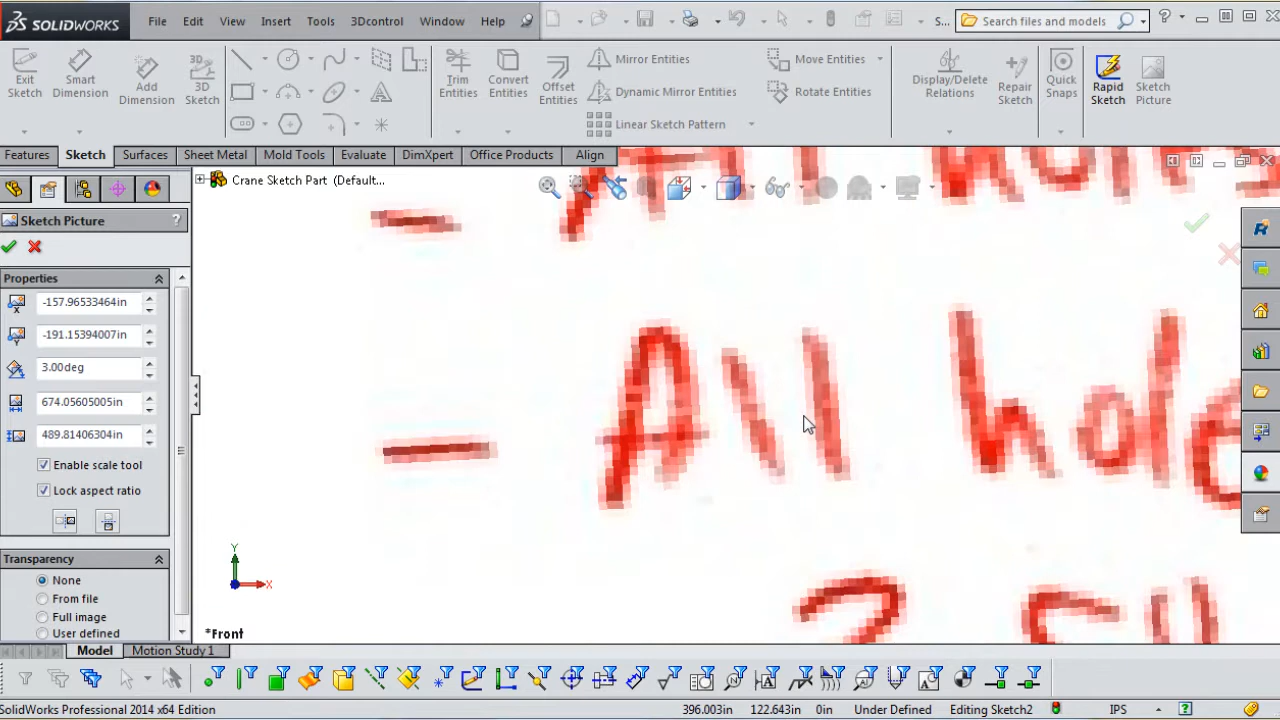 SOLIDWORKS File Edit View Insert Tools 3Dcontrol Window Help S... Search files and models
Exit Sketch Smart Dimension Add Dimension 3D Sketch Trim Entities Convert Entities Offset Entities Mirror Entities Dynamic Mirror Entities Linear Sketch Pattern Move Entities Rotate Entities Display/Delete Relations Repair Sketch Quick Snaps Rapid Sketch Sketch Picture
Features Sketch Surfaces Sheet Metal Mold Tools Evaluate DimXpert Office Products Align
Crane Sketch Part (Default...
Sketch Picture ?
Properties
-157.96533464in
-191.15394007in
3.00deg
674.05605005in
489.81406304in
Enable scale tool
Lock aspect ratio
Transparency
None
From file
Full image
User defined
- All
Y
X
*Front
Model Motion Study 1
SolidWorks Professional 2014 x64 Edition 396.003in 122.643in 0in Under Defined Editing Sketch2 IPS